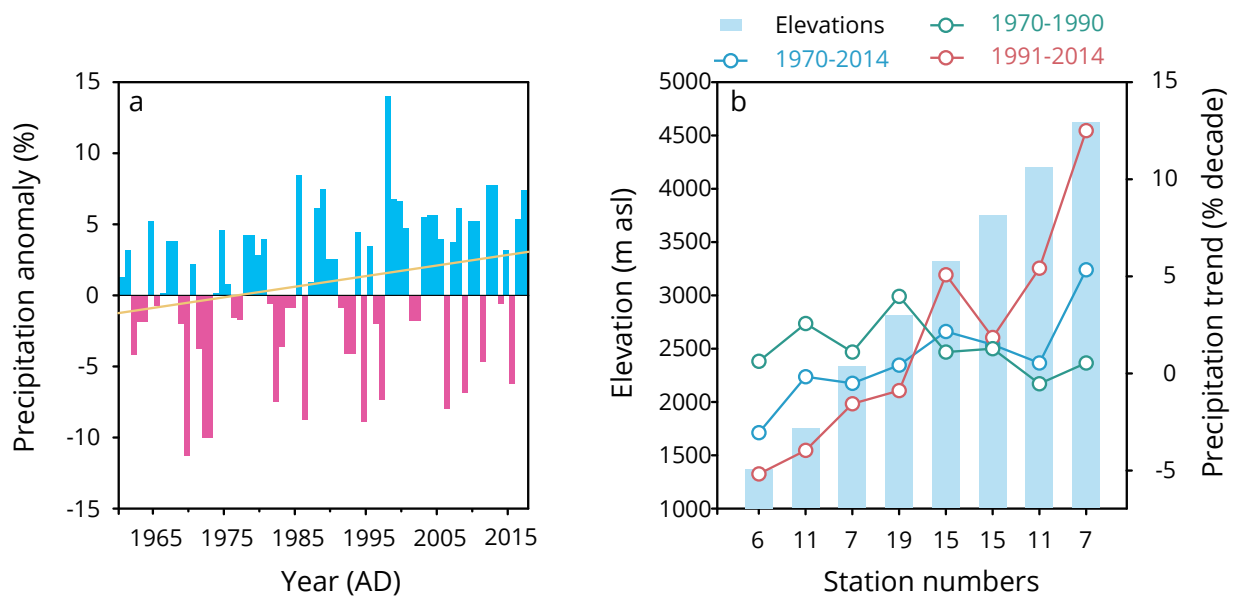 Elevations
1970-1990
1970-2014
1991-2014
a
15
10
5
0
-5
-10
-15
Precipitation anomaly (%)
1965 1975 1985 1995 2005 2015
Year (AD)
b
5000
4500
4000
3500
3000
2500
2000
1500
1000
Elevation (m asl)
15
10
5
0
-5
Precipitation trend (% decade)
6 11 7 19 15 15 11 7
Station numbers